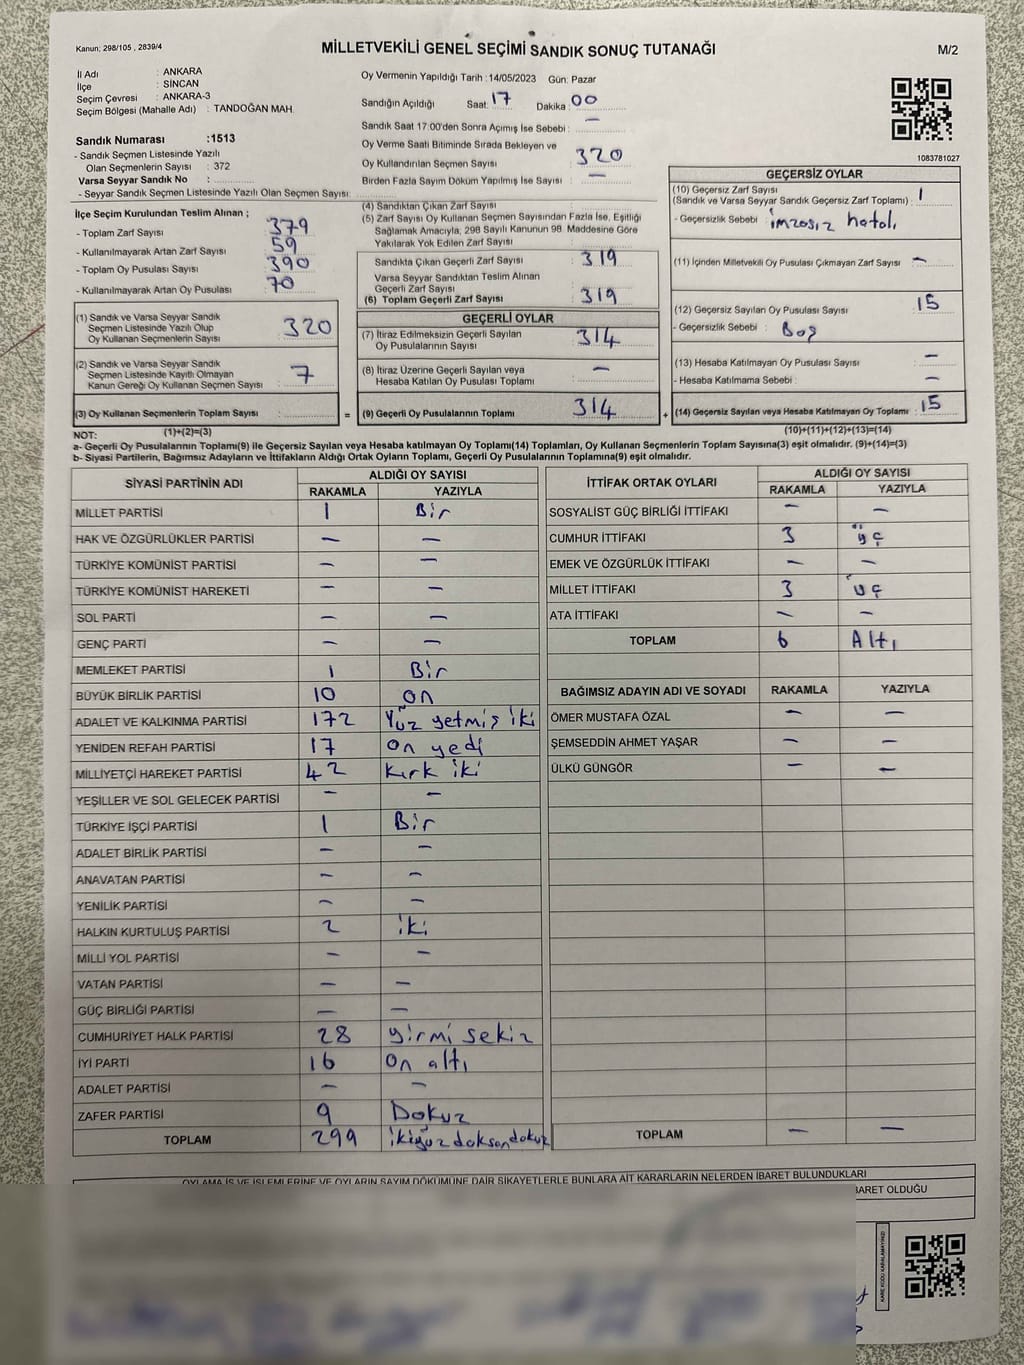 Kanun; 298/105 , 2839/4
MİLLETVEKİLİ GENEL SEÇİMİ SANDIK SONUÇ TUTANAĞI
M/2
İl Adı : ANKARA
İlçe : SİNCAN
Seçim Çevresi : ANKARA-3
Seçim Bölgesi (Mahalle Adı) : TANDOĞAN MAH.
Oy Vermenin Yapıldığı Tarih :14/05/2023 Gün: Pazar
Sandığın Açıldığı Saat: 17 Dakika 00
Sandık Saat 17:00'den Sonra Açılmış İse Sebebi : —
Oy Verme Saati Bitiminde Sırada Bekleyen ve
Oy Kullandırılan Seçmen Sayısı 320
Birden Fazla Sayım Döküm Yapılmış İse Sayısı : —
Sandık Numarası :1513
- Sandık Seçmen Listesinde Yazılı
Olan Seçmenlerin Sayısı : 372
Varsa Seyyar Sandık No :
- Seyyar Sandık Seçmen Listesinde Yazılı Olan Seçmen Sayısı:
1083781027
İlçe Seçim Kurulundan Teslim Alınan ;
- Toplam Zarf Sayısı 379
- Kullanılmayarak Artan Zarf Sayısı : 59
- Toplam Oy Pusulası Sayısı : 390
- Kullanılmayarak Artan Oy Pusulası : 70
(1) Sandık ve Varsa Seyyar Sandık
Seçmen Listesinde Yazılı Olup
Oy Kullanan Seçmenlerin Sayısı 320
(2) Sandık ve Varsa Seyyar Sandık
Seçmen Listesinde Kayıtlı Olmayan
Kanun Gereği Oy Kullanan Seçmen Sayısı 7
(3) Oy Kullanan Seçmenlerin Toplam Sayısı : =
(1)+(2)=(3)
(4) Sandıktan Çıkan Zarf Sayısı :
(5) Zarf Sayısı Oy Kullanan Seçmen Sayısından Fazla İse, Eşitliği
Sağlamak Amacıyla, 298 Sayılı Kanunun 98. Maddesine Göre
Yakılarak Yok Edilen Zarf Sayısı :
Sandıkta Çıkan Geçerli Zarf Sayısı : 319
Varsa Seyyar Sandıktan Teslim Alınan
Geçerli Zarf Sayısı :
(6) Toplam Geçerli Zarf Sayısı : 319
GEÇERLİ OYLAR
(7) İtiraz Edilmeksizin Geçerli Sayılan
Oy Pusulalarının Sayısı : 314
(8) İtiraz Üzerine Geçerli Sayılan veya
Hesaba Katılan Oy Pusulası Toplamı : —
(9) Geçerli Oy Pusulalarının Toplamı : 314 +
GEÇERSİZ OYLAR
(10) Geçersiz Zarf Sayısı
(Sandık ve Varsa Seyyar Sandık Geçersiz Zarf Toplamı) : 1
- Geçersizlik Sebebi : imzasız hatalı
(11) İçinden Milletvekili Oy Pusulası Çıkmayan Zarf Sayısı : —
(12) Geçersiz Sayılan Oy Pusulası Sayısı : 15
- Geçersizlik Sebebi : Boş
(13) Hesaba Katılmayan Oy Pusulası Sayısı : —
- Hesaba Katılmama Sebebi : —
(14) Geçersiz Sayılan veya Hesaba Katılmayan Oy Toplamı : 15
(10)+(11)+(12)+(13)=(14)
NOT:
a- Geçerli Oy Pusulalarının Toplamı(9) ile Geçersiz Sayılan veya Hesaba katılmayan Oy Toplamı(14) Toplamları, Oy Kullanan Seçmenlerin Toplam Sayısına(3) eşit olmalıdır. (9)+(14)=(3)
b- Siyasi Partilerin, Bağımsız Adayların ve İttifakların Aldığı Ortak Oyların Toplamı, Geçerli Oy Pusulalarının Toplamına(9) eşit olmalıdır.
SİYASİ PARTİNİN ADI ALDIĞI OY SAYISI
RAKAMLA YAZIYLA
MİLLET PARTİSİ 1 Bir
HAK VE ÖZGÜRLÜKLER PARTİSİ — —
TÜRKİYE KOMÜNİST PARTİSİ — —
TÜRKİYE KOMÜNİST HAREKETİ — —
SOL PARTİ — —
GENÇ PARTİ — —
MEMLEKET PARTİSİ 1 Bir
BÜYÜK BİRLİK PARTİSİ 10 on
ADALET VE KALKINMA PARTİSİ 172 Yüz yetmiş iki
YENİDEN REFAH PARTİSİ 17 on yedi
MİLLİYETÇİ HAREKET PARTİSİ 42 kırk iki
YEŞİLLER VE SOL GELECEK PARTİSİ — —
TÜRKİYE İŞÇİ PARTİSİ 1 Bir
ADALET BİRLİK PARTİSİ — —
ANAVATAN PARTİSİ — —
YENİLİK PARTİSİ — —
HALKIN KURTULUŞ PARTİSİ 2 iki
MİLLİ YOL PARTİSİ — —
VATAN PARTİSİ — —
GÜÇ BİRLİĞİ PARTİSİ — —
CUMHURİYET HALK PARTİSİ 28 yirmi sekiz
İYİ PARTİ 16 On altı
ADALET PARTİSİ — —
ZAFER PARTİSİ 9 Dokuz
TOPLAM 299 ikiyüz doksan dokuz
İTTİFAK ORTAK OYLARI ALDIĞI OY SAYISI
RAKAMLA YAZIYLA
SOSYALİST GÜÇ BİRLİĞİ İTTİFAKI — —
CUMHUR İTTİFAKI 3 üç
EMEK VE ÖZGÜRLÜK İTTİFAKI — —
MİLLET İTTİFAKI 3 üç
ATA İTTİFAKI — —
TOPLAM 6 Altı
BAĞIMSIZ ADAYIN ADI VE SOYADI RAKAMLA YAZIYLA
ÖMER MUSTAFA ÖZAL — —
ŞEMSEDDİN AHMET YAŞAR — —
ÜLKÜ GÜNGÖR — —
TOPLAM — —
OYLAMA İŞ VE İŞLEMLERİNE VE OYLARIN SAYIM DÖKÜMÜNE DAİR ŞİKAYETLERLE BUNLARA AİT KARARLARIN NELERDEN İBARET BULUNDUKLARI
BARET OLDUĞU
KARE KODU KARALAMAYINIZ!